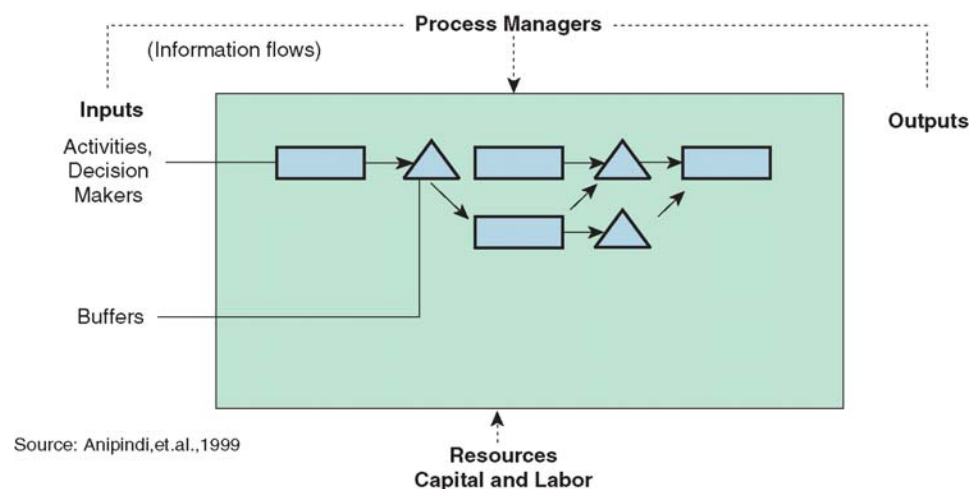 Process Managers
(Information flows)
Inputs
Outputs
Activities,
Decision
Makers
Buffers
Source: Anipindi,et.al.,1999
Resources
Capital and Labor